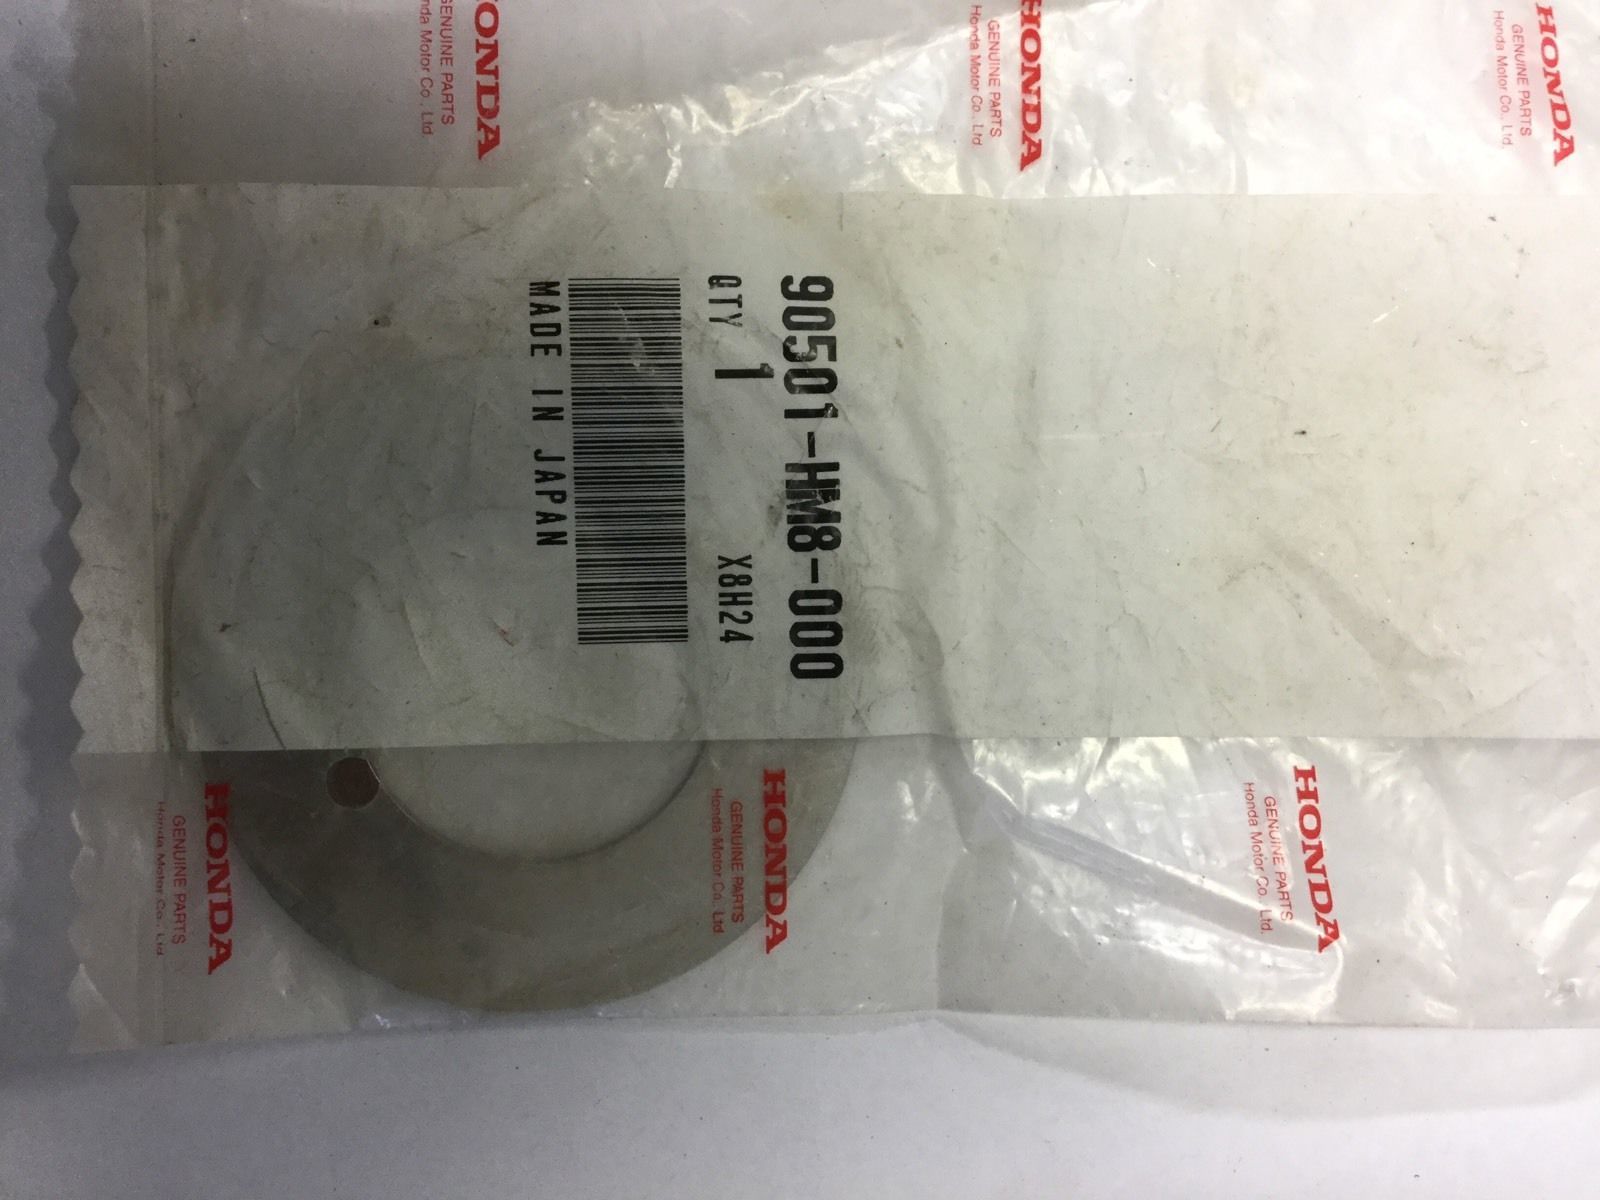 HONDA
GENUINE PARTS
Honda Motor Co., Ltd.
HONDA
GENUINE PARTS
Honda Motor Co., Ltd.
HONDA
GENUINE PARTS
Honda Motor Co., Ltd.
90501-HM8-000
QTY 1 X8H24
MADE IN JAPAN
HONDA
GENUINE PARTS
Honda Motor Co., Ltd.
HONDA
GENUINE PARTS
Honda Motor Co., Ltd.
HONDA
GENUINE PARTS
Honda Motor Co., Ltd